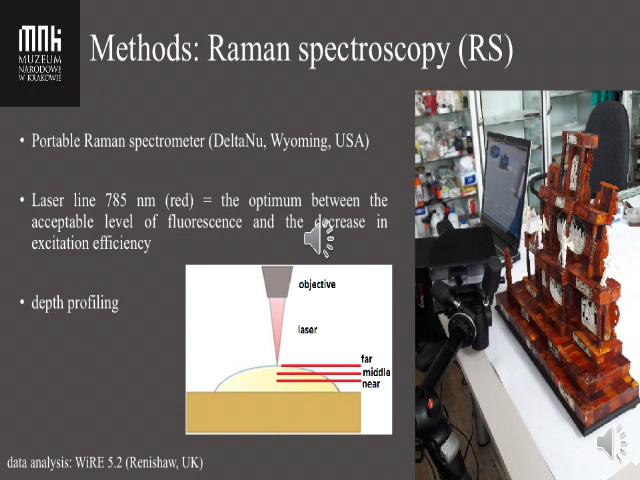 mnk
MUZEUM
NARODOWE
W KRAKOWIE
Methods: Raman spectroscopy (RS)
• Portable Raman spectrometer (DeltaNu, Wyoming, USA)
• Laser line 785 nm (red) = the optimum between the
acceptable level of fluorescence and the decrease in
excitation efficiency
• depth profiling
objective
laser
far
middle
near
data analysis: WiRE 5.2 (Renishaw, UK)